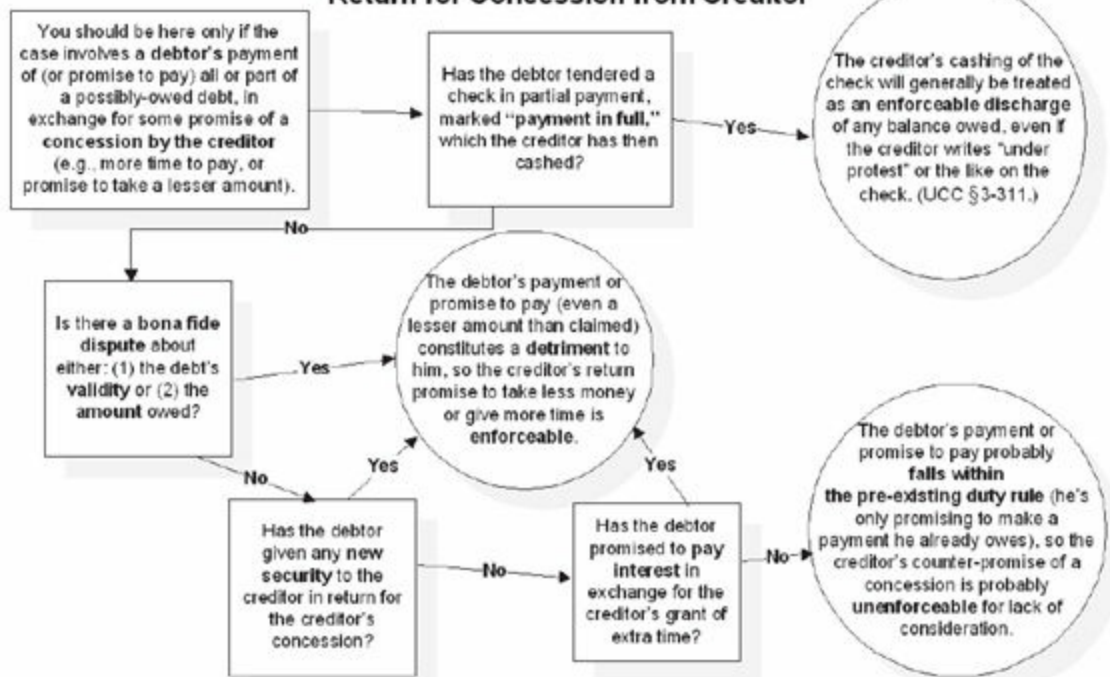 Return for Concession from Creditor
You should be here only if the
case involves a debtor's payment
of (or promise to pay) all or part of
a possibly-owed debt, in
exchange for some promise of a
concession by the creditor
(e.g., more time to pay, or
promise to take a lesser amount).
Has the debtor tendered a
check in partial payment,
marked "payment in full,"
which the creditor has then
cashed?
Yes
The creditor's cashing of the
check will generally be treated
as an enforceable discharge
of any balance owed, even if
the creditor writes "under
protest" or the like on the
check. (UCC §3-311.)
No
Is there a bona fide
dispute about
either: (1) the debt's
validity or (2) the
amount owed?
Yes
The debtor's payment or
promise to pay (even a
lesser amount than claimed)
constitutes a detriment to
him, so the creditor's return
promise to take less money
or give more time is
enforceable.
No
Yes
Yes
Has the debtor
given any new
security to the
creditor in return for
the creditor's
concession?
No
Has the debtor
promised to pay
interest in
exchange for the
creditor's grant of
extra time?
No
The debtor's payment or
promise to pay probably
falls within
the pre-existing duty rule (he's
only promising to make a
payment he already owes), so the
creditor's counter-promise of a
concession is probably
unenforceable for lack of
consideration.